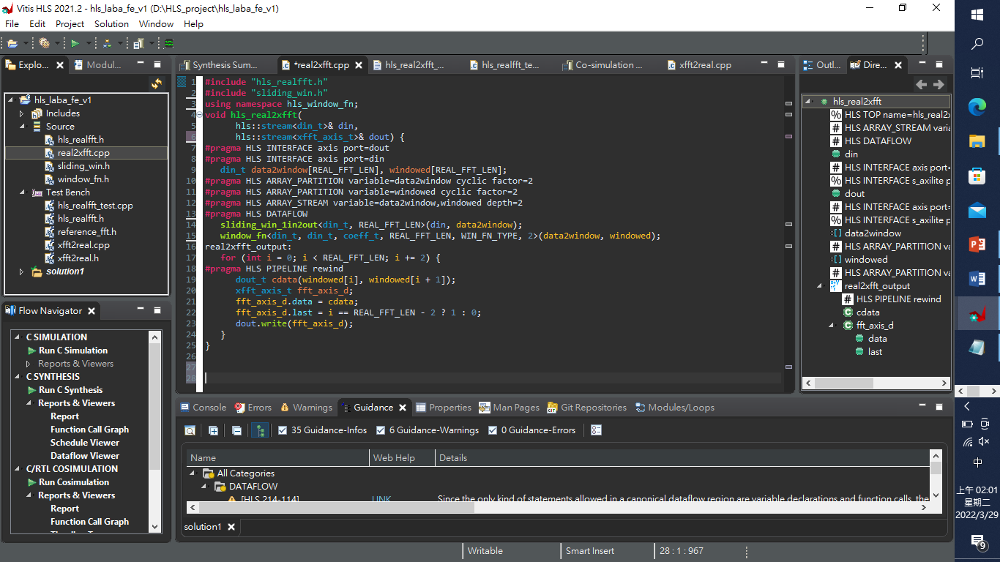 Vitis HLS 2021.2 - hls_laba_fe_v1 (D:\HLS_project\hls_laba_fe_v1)
File Edit Project Solution Window Help
Explo...
Modul...
hls_laba_fe_v1
Includes
Source
hls_realfft.h
real2xfft.cpp
sliding_win.h
window_fn.h
Test Bench
hls_realfft_test.cpp
hls_realfft.h
reference_fft.h
xfft2real.cpp
xfft2real.h
solution1
Flow Navigator
C SIMULATION
Run C Simulation
Reports & Viewers
C SYNTHESIS
Run C Synthesis
Reports & Viewers
Report
Function Call Graph
Schedule Viewer
Dataflow Viewer
C/RTL COSIMULATION
Run Cosimulation
Reports & Viewers
Report
Function Call Graph
Synthesis Sum... *real2xfft.cpp hls_real2xfft_... hls_realfft_te... Co-simulation ... xfft2real.cpp
1 #include "hls_realfft.h"
2 #include "sliding_win.h"
3 using namespace hls_window_fn;
4 void hls_real2xfft(
5 hls::stream<din_t>& din,
6 hls::stream<xfft_axis_t>& dout) {
7 #pragma HLS INTERFACE axis port=dout
8 #pragma HLS INTERFACE axis port=din
9 din_t data2window[REAL_FFT_LEN], windowed[REAL_FFT_LEN];
10 #pragma HLS ARRAY_PARTITION variable=data2window cyclic factor=2
11 #pragma HLS ARRAY_PARTITION variable=windowed cyclic factor=2
12 #pragma HLS ARRAY_STREAM variable=data2window,windowed depth=2
13 #pragma HLS DATAFLOW
14 sliding_win_1in2out<din_t, REAL_FFT_LEN>(din, data2window);
15 window_fn<din_t, din_t, coeff_t, REAL_FFT_LEN, WIN_FN_TYPE, 2>(data2window, windowed);
16 real2xfft_output:
17 for (int i = 0; i < REAL_FFT_LEN; i += 2) {
18 #pragma HLS PIPELINE rewind
19 dout_t cdata(windowed[i], windowed[i + 1]);
20 xfft_axis_t fft_axis_d;
21 fft_axis_d.data = cdata;
22 fft_axis_d.last = i == REAL_FFT_LEN - 2 ? 1 : 0;
23 dout.write(fft_axis_d);
24 }
25 }
26
27
28
Outl... Dire...
hls_real2xfft
HLS TOP name=hls_real2x
HLS ARRAY_STREAM varia
HLS DATAFLOW
din
HLS INTERFACE axis port=
HLS INTERFACE s_axilite p
dout
HLS INTERFACE axis port=
HLS INTERFACE s_axilite p
data2window
HLS ARRAY_PARTITION va
windowed
HLS ARRAY_PARTITION va
real2xfft_output
HLS PIPELINE rewind
cdata
fft_axis_d
data
last
Console Errors Warnings Guidance Properties Man Pages Git Repositories Modules/Loops
35 Guidance-Infos 6 Guidance-Warnings 0 Guidance-Errors
Name Web Help Details
All Categories
DATAFLOW
[HLS 214-114] LINK Since the only kind of statements allowed in a canonical dataflow region are variable declarations and function calls, the
solution1
Writable Smart Insert 28 : 1 : 967
中
上午 02:01
星期二
2022/3/29
9